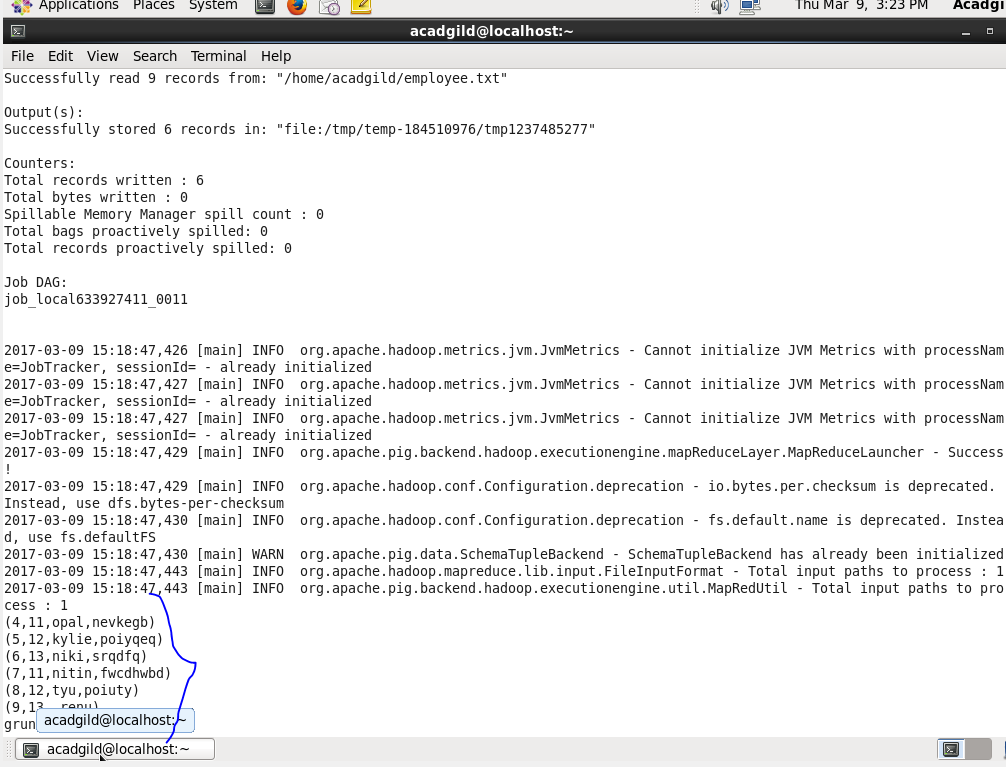 Applications Places System Thu Mar 9, 3:23 PM Acadgi
acadgild@localhost:~
File Edit View Search Terminal Help
Successfully read 9 records from: "/home/acadgild/employee.txt"
Output(s):
Successfully stored 6 records in: "file:/tmp/temp-184510976/tmp1237485277"
Counters:
Total records written : 6
Total bytes written : 0
Spillable Memory Manager spill count : 0
Total bags proactively spilled: 0
Total records proactively spilled: 0
Job DAG:
job_local633927411_0011
2017-03-09 15:18:47,426 [main] INFO  org.apache.hadoop.metrics.jvm.JvmMetrics - Cannot initialize JVM Metrics with processNam
e=JobTracker, sessionId= - already initialized
2017-03-09 15:18:47,427 [main] INFO  org.apache.hadoop.metrics.jvm.JvmMetrics - Cannot initialize JVM Metrics with processNam
e=JobTracker, sessionId= - already initialized
2017-03-09 15:18:47,427 [main] INFO  org.apache.hadoop.metrics.jvm.JvmMetrics - Cannot initialize JVM Metrics with processNam
e=JobTracker, sessionId= - already initialized
2017-03-09 15:18:47,429 [main] INFO  org.apache.pig.backend.hadoop.executionengine.mapReduceLayer.MapReduceLauncher - Success
!
2017-03-09 15:18:47,429 [main] INFO  org.apache.hadoop.conf.Configuration.deprecation - io.bytes.per.checksum is deprecated.
Instead, use dfs.bytes-per-checksum
2017-03-09 15:18:47,430 [main] INFO  org.apache.hadoop.conf.Configuration.deprecation - fs.default.name is deprecated. Instea
d, use fs.defaultFS
2017-03-09 15:18:47,430 [main] WARN  org.apache.pig.data.SchemaTupleBackend - SchemaTupleBackend has already been initialized
2017-03-09 15:18:47,443 [main] INFO  org.apache.hadoop.mapreduce.lib.input.FileInputFormat - Total input paths to process : 1
2017-03-09 15:18:47,443 [main] INFO  org.apache.pig.backend.hadoop.executionengine.util.MapRedUtil - Total input paths to pro
cess : 1
(4,11,opal,nevkegb)
(5,12,kylie,poiyqeq)
(6,13,niki,srqdfq)
(7,11,nitin,fwcdhwbd)
(8,12,tyu,poiuty)
(9,13, renu)
grun
acadgild@localhost:~
acadgild@localhost:~